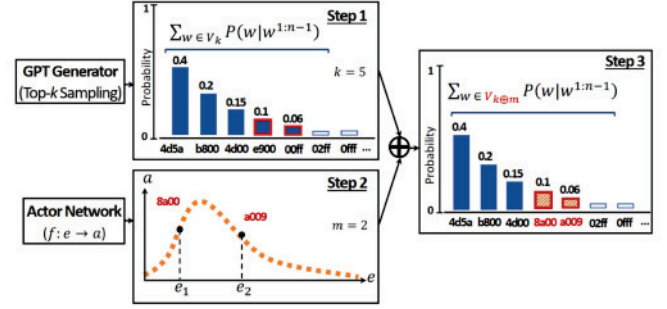 GPT Generator
(Top-k Sampling)
Step 1
Probability
1
0
∑w ∈ Vk P(w|w^{1:n−1})
k = 5
0.4
0.2
0.15
0.1
0.06
4d5a b800 4d00 e900 00ff 02ff 0fff ...
Actor Network
(f: e → a)
Step 2
a
8a00
a009
m = 2
e1 e2 e
Step 3
Probability
1
0
∑w ∈ Vk⊕m P(w|w^{1:n−1})
0.4
0.2
0.15
0.1
0.06
4d5a b800 4d00 8a00 a009 02ff 0fff ...